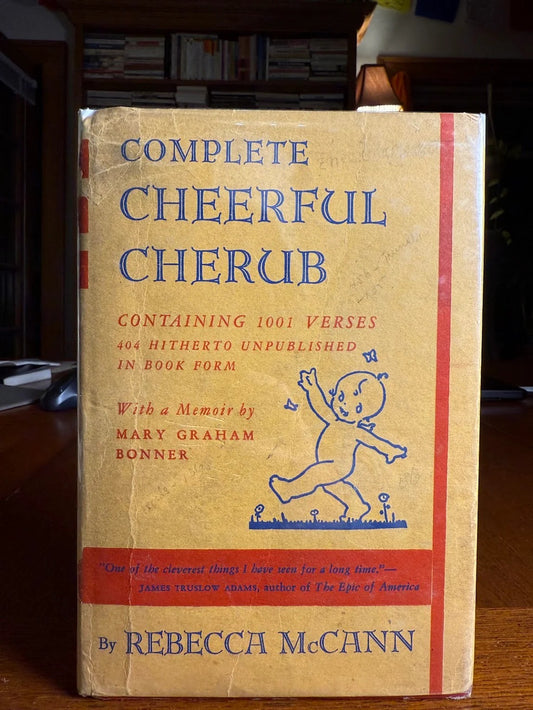 COMPLETE
CHEERFUL
CHERUB
CONTAINING 1001 VERSES
404 HITHERTO UNPUBLISHED
IN BOOK FORM
With a Memoir by
MARY GRAHAM
BONNER
"One of the cleverest things I have seen for a long time."—
JAMES TRUSLOW ADAMS, author of The Epic of America
By REBECCA McCANN